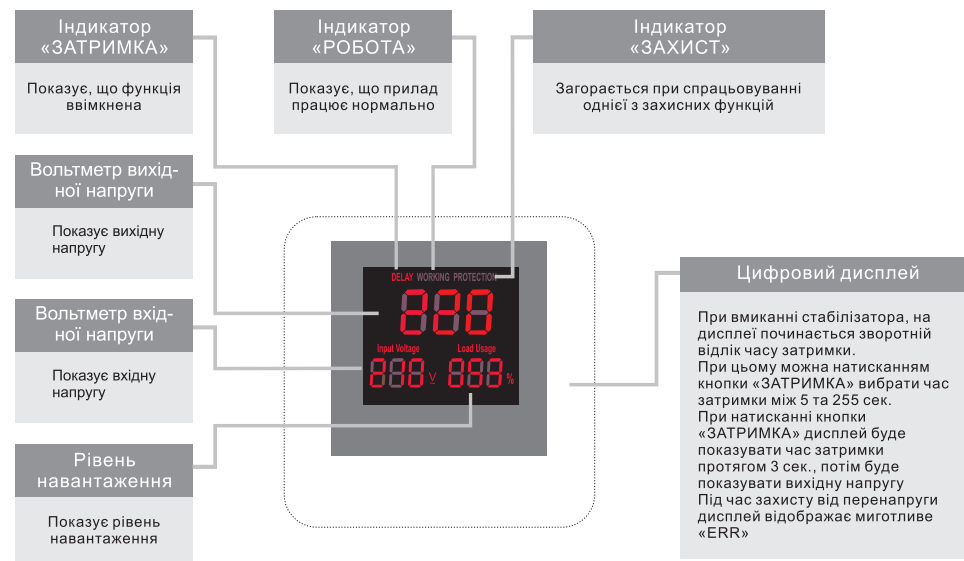 Індикатор
«ЗАТРИМКА»
Показує, що функція
ввімкнена
Індикатор
«РОБОТА»
Показує, що прилад
працює нормально
Індикатор
«ЗАХИСТ»
Загорається при спрацьовуванні
однієї з захисних функцій
Вольтметр вихід-
ної напруги
Показує вихідну
напругу
Вольтметр вхід-
ної напруги
Показує вхідну
напругу
Рівень
навантаження
Показує рівень
навантаження
DELAY WORKING PROTECTION
Input Voltage
Load Usage
V
%
Цифровий дисплей
При вмиканні стабілізатора, на
дисплеї починається зворотній
відлік часу затримки.
При цьому можна натисканням
кнопки «ЗАТРИМКА» вибрати час
затримки між 5 та 255 сек.
При натисканні кнопки
«ЗАТРИМКА» дисплей буде
показувати час затримки
протягом 3 сек., потім буде
показувати вихідну напругу
Під час захисту від перенапруги
дисплей відображає миготливе
«ERR»